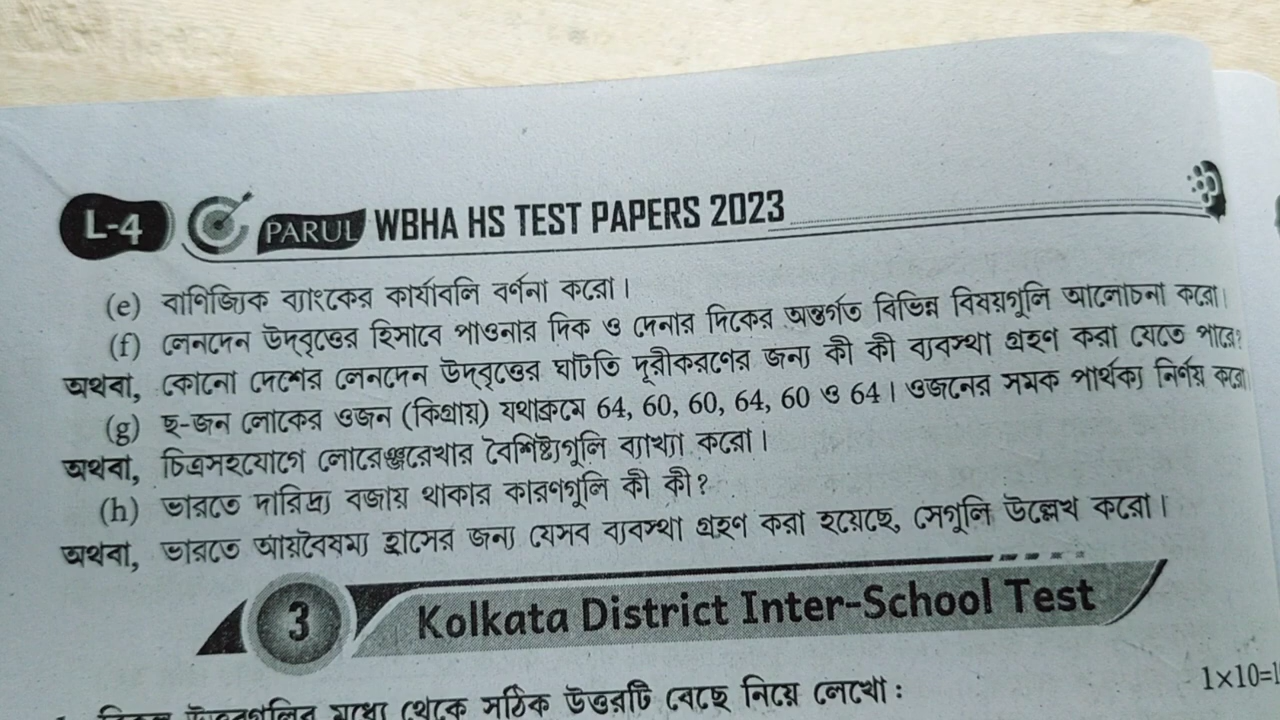 L-4 PARUL WBHA HS TEST PAPERS 2023
(e) বাণিজ্যিক ব্যাংকের কার্যাবলি বর্ণনা করো।
(f) লেনদেন উদ্‌বৃত্তের হিসাবে পাওনার দিক ও দেনার দিকের অন্তর্গত বিভিন্ন বিষয়গুলি আলোচনা করো।
অথবা, কোনো দেশের লেনদেন উদ্‌বৃত্তের ঘাটতি দূরীকরণের জন্য কী কী ব্যবস্থা গ্রহণ করা যেতে পারে?
(g) ছ-জন লোকের ওজন (কিগ্রায়) যথাক্রমে 64, 60, 60, 64, 60 ও 64। ওজনের সমক পার্থক্য নির্ণয় করো।
অথবা, চিত্রসহযোগে লোরেঞ্জরেখার বৈশিষ্ট্যগুলি ব্যাখ্যা করো।
(h) ভারতে দারিদ্র্য বজায় থাকার কারণগুলি কী কী?
অথবা, ভারতে আয়বৈষম্য হ্রাসের জন্য যেসব ব্যবস্থা গ্রহণ করা হয়েছে, সেগুলি উল্লেখ করো।
3 Kolkata District Inter-School Test
মধ্যে থেকে সঠিক উত্তরটি বেছে নিয়ে লেখো : 1×10=1